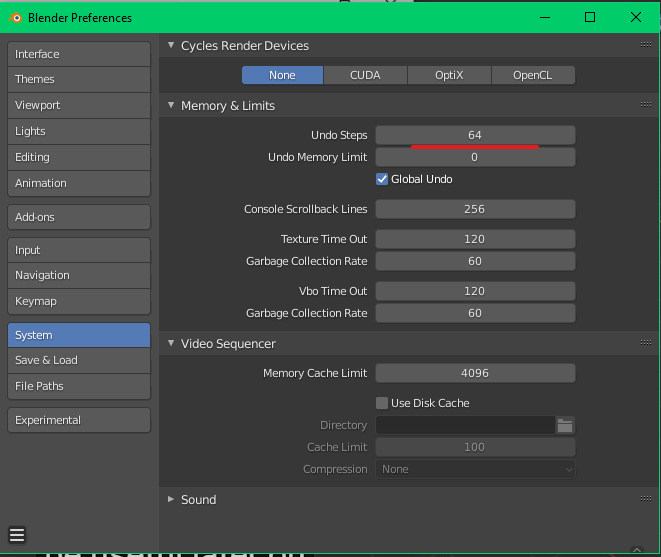 Blender Preferences
Interface
Themes
Viewport
Lights
Editing
Animation
Add-ons
Input
Navigation
Keymap
System
Save & Load
File Paths
Experimental
Cycles Render Devices
None CUDA OptiX OpenCL
Memory & Limits
Undo Steps 64
Undo Memory Limit 0
Global Undo
Console Scrollback Lines 256
Texture Time Out 120
Garbage Collection Rate 60
Vbo Time Out 120
Garbage Collection Rate 60
Video Sequencer
Memory Cache Limit 4096
Use Disk Cache
Directory
Cache Limit 100
Compression None
Sound